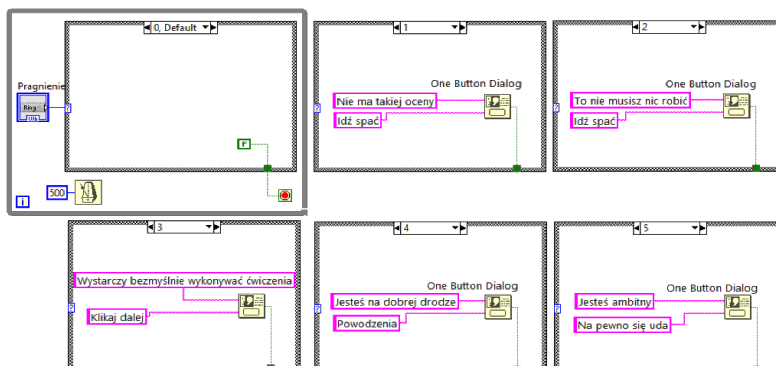 0, Default
Pragnienie
Ring
F
500
i
1
One Button Dialog
Nie ma takiej oceny
Idź spać
2
One Button Dialog
To nie musisz nic robić
Idź spać
3
Wystarczy bezmyślnie wykonywać ćwiczenia
Klikaj dalej
4
One Button Dialog
Jesteś na dobrej drodze
Powodzenia
5
One Button Dialog
Jesteś ambitny
Na pewno się uda